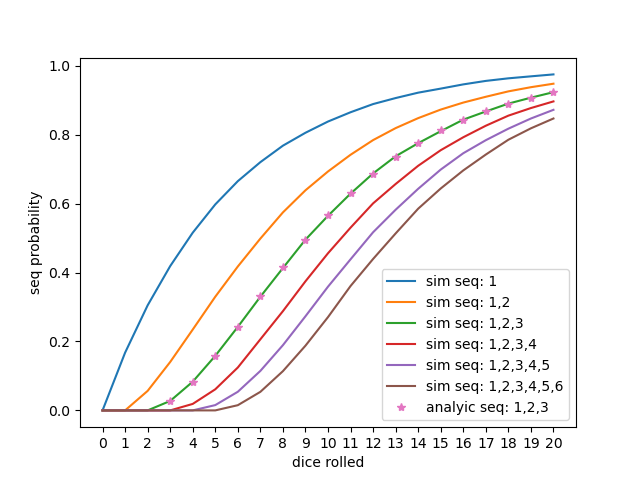 1.0
0.8
0.6
0.4
0.2
0.0
seq probability
sim seq: 1
sim seq: 1,2
sim seq: 1,2,3
sim seq: 1,2,3,4
sim seq: 1,2,3,4,5
sim seq: 1,2,3,4,5,6
analyic seq: 1,2,3
0 1 2 3 4 5 6 7 8 9 10 11 12 13 14 15 16 17 18 19 20
dice rolled